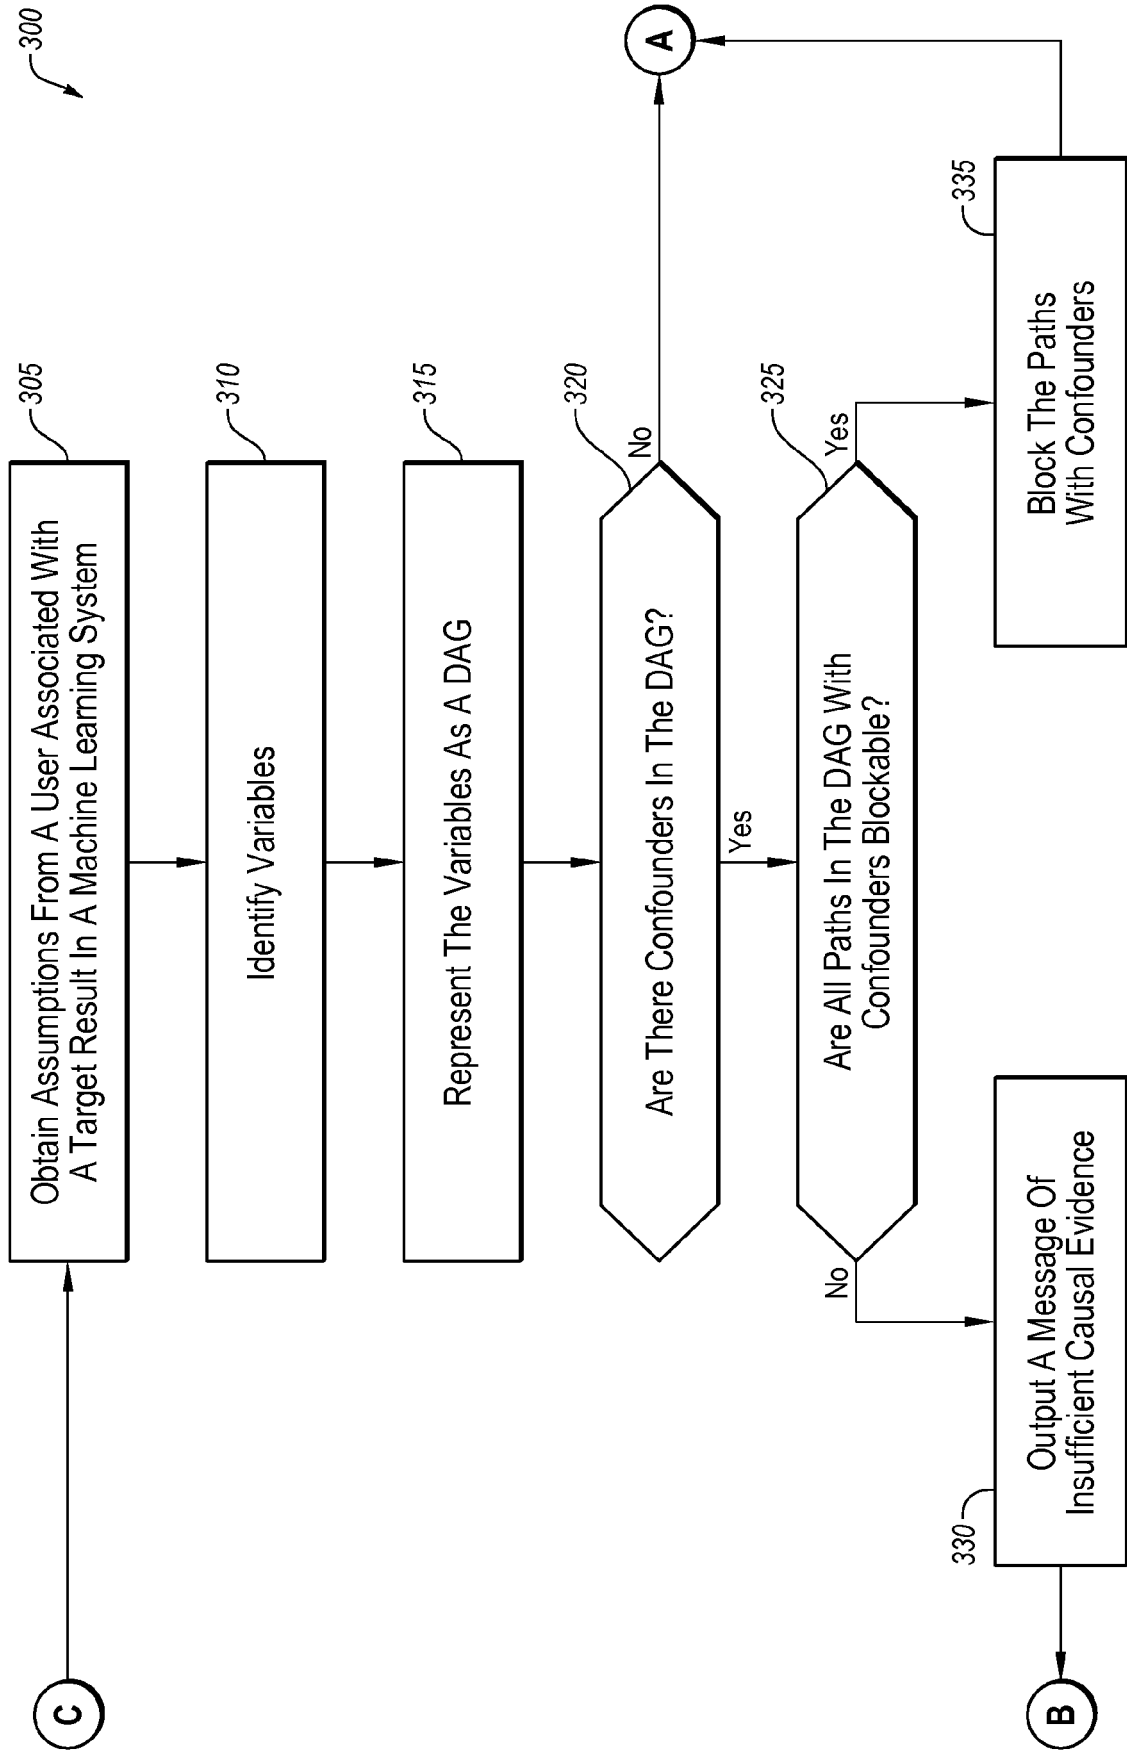 300
C
305
Obtain Assumptions From A User Associated With
A Target Result In A Machine Learning System
310
Identify Variables
315
Represent The Variables As A DAG
320
Are There Confounders In The DAG?
No
A
Yes
325
Are All Paths In The DAG With
Confounders Blockable?
No
Yes
330
Output A Message Of
Insufficient Causal Evidence
B
335
Block The Paths
With Confounders